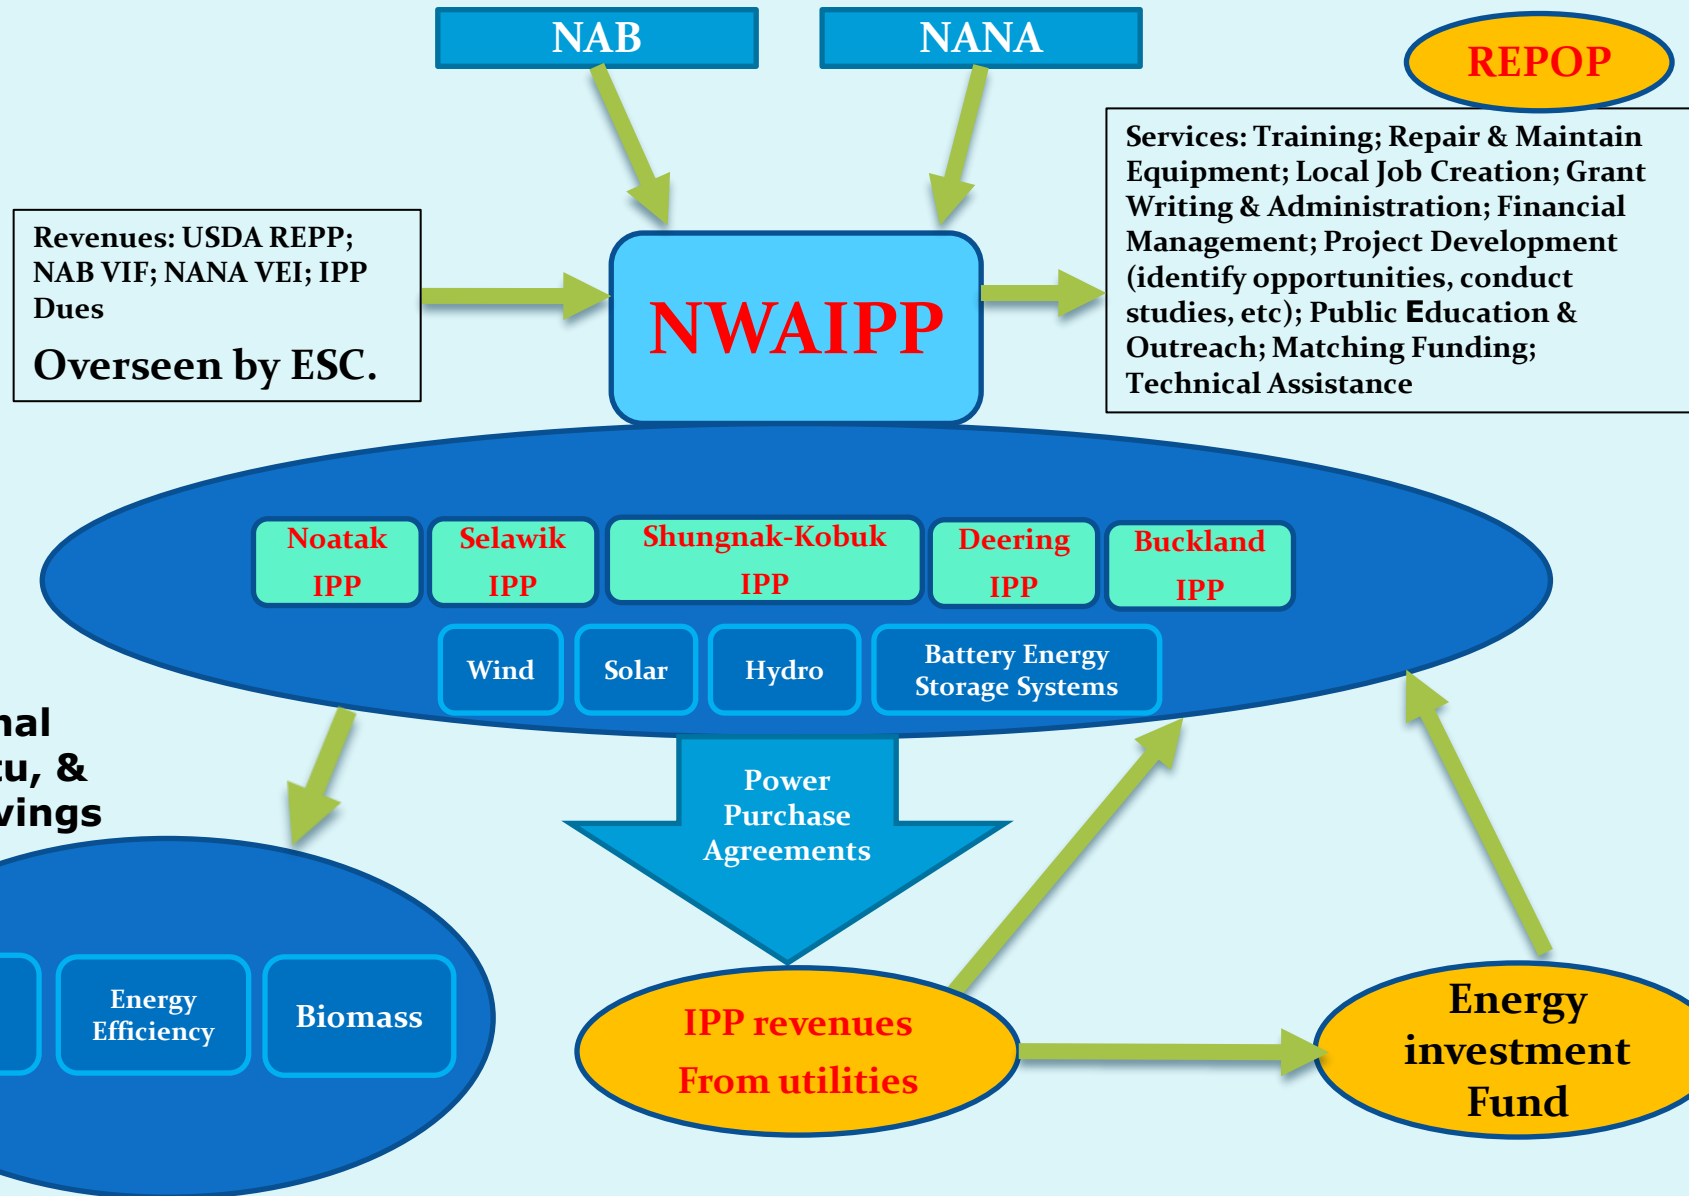 NAB
NANA
REPOP
Services: Training; Repair & Maintain
Equipment; Local Job Creation; Grant
Writing & Administration; Financial
Management; Project Development
(identify opportunities, conduct
studies, etc); Public Education &
Outreach; Matching Funding;
Technical Assistance
Revenues: USDA REPP;
NAB VIF; NANA VEI; IPP
Dues
Overseen by ESC.
NWAIPP
Noatak
IPP
Selawik
IPP
Shungnak-Kobuk
IPP
Deering
IPP
Buckland
IPP
Wind
Solar
Hydro
Battery Energy
Storage Systems
&
Power
Purchase
Agreements
Energy
Efficiency
Biomass
IPP revenues
From utilities
Energy
investment
Fund